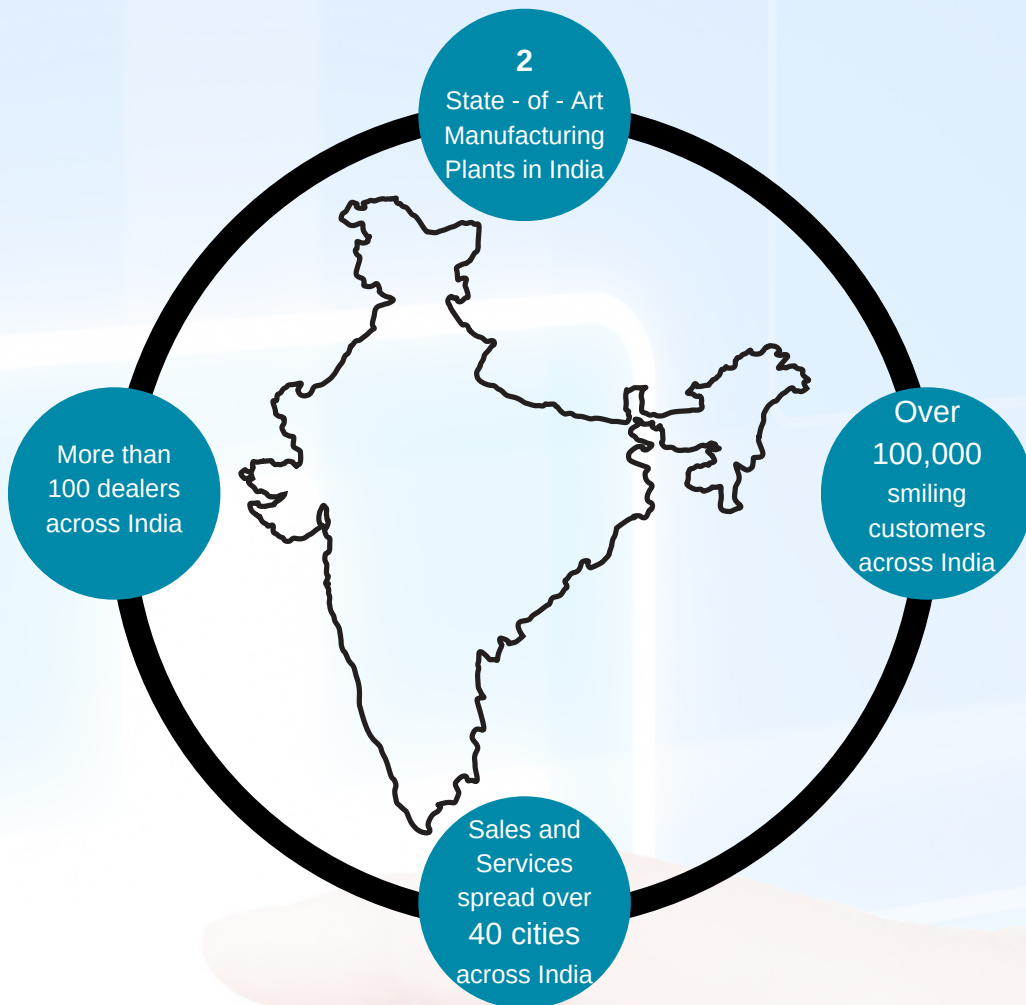 2
State - of - Art
Manufacturing
Plants in India
More than
100 dealers
across India
Over
100,000
smiling
customers
across India
Sales and
Services
spread over
40 cities
across India